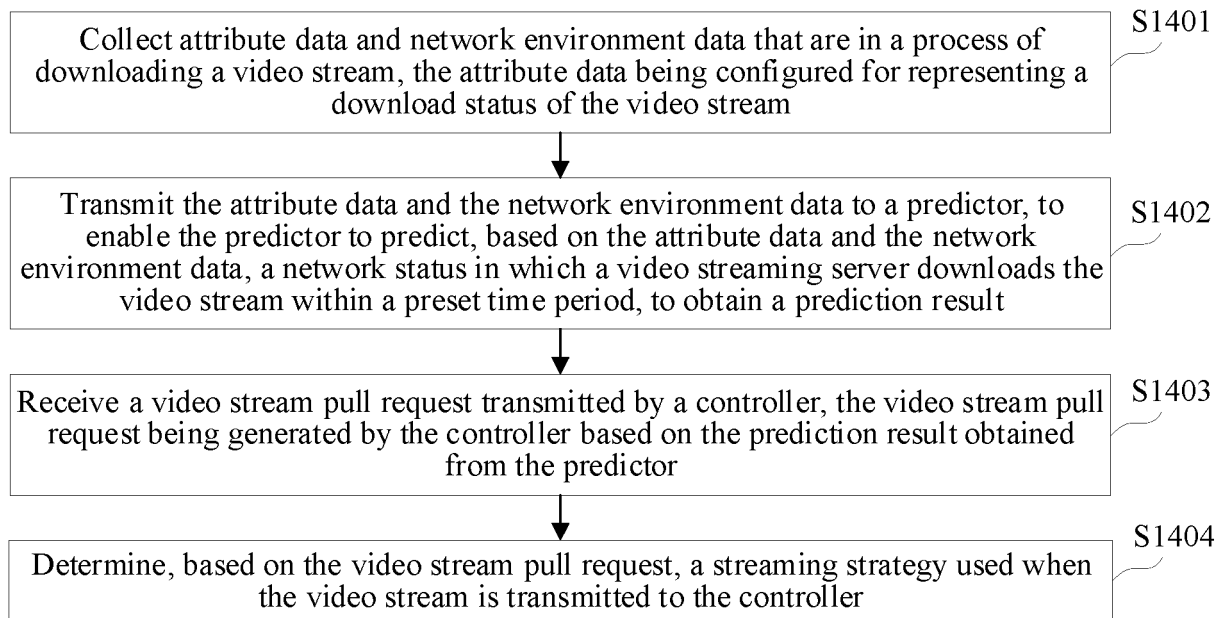 Collect attribute data and network environment data that are in a process of
downloading a video stream, the attribute data being configured for representing a
download status of the video stream
S1401
Transmit the attribute data and the network environment data to a predictor, to
enable the predictor to predict, based on the attribute data and the network
environment data, a network status in which a video streaming server downloads the
video stream within a preset time period, to obtain a prediction result
S1402
Receive a video stream pull request transmitted by a controller, the video stream pull
request being generated by the controller based on the prediction result obtained
from the predictor
S1403
Determine, based on the video stream pull request, a streaming strategy used when
the video stream is transmitted to the controller
S1404